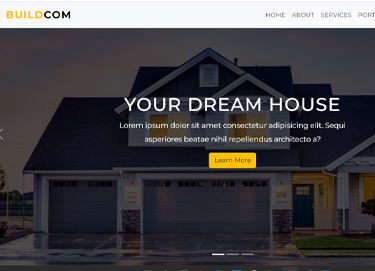 BUILDCOM
HOME ABOUT SERVICES
YOUR DREAM HOUSE
Lorem ipsum dolor sit amet consectetur adipisicing elit. Sequi
asperiores beatae nihil repellendus architecto a?
Learn More